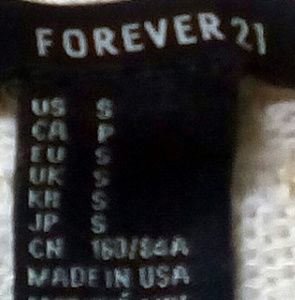 FOREVER 21
US S
CA P
EU S
UK S
KR S
JP S
CN 160/84A
MADE IN USA